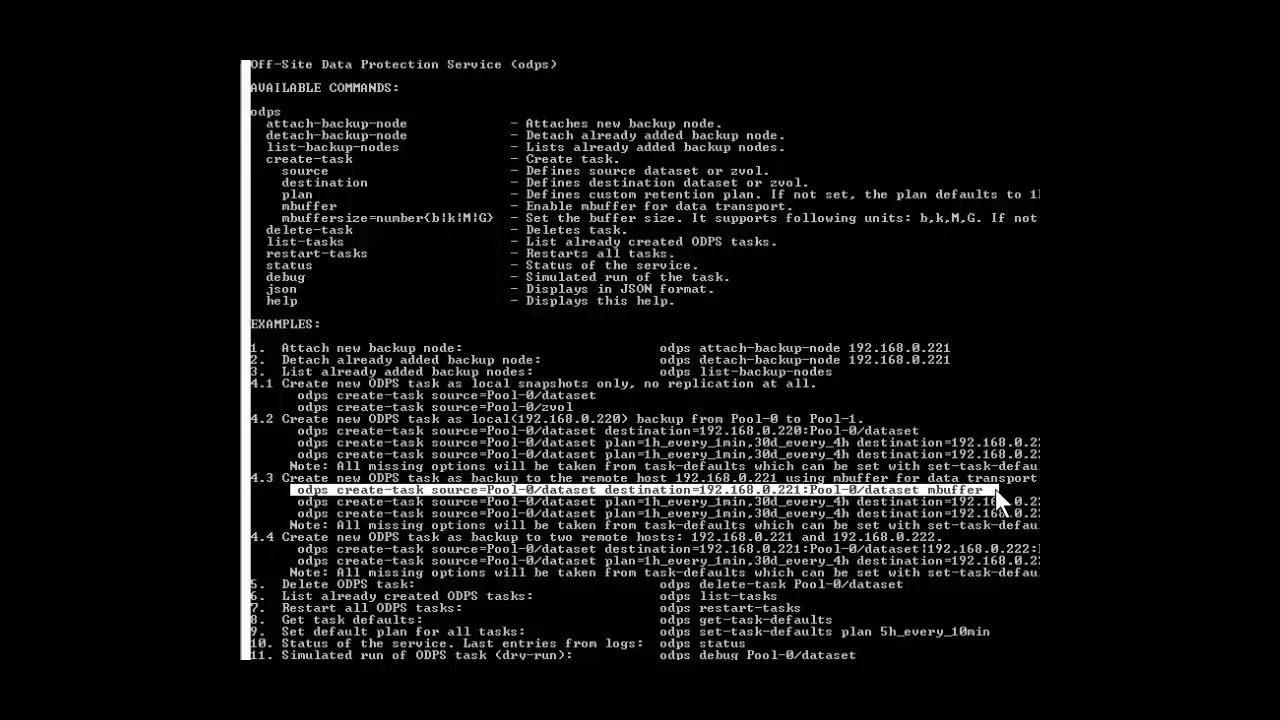 Off-Site Data Protection Service (odps)
AVAILABLE COMMANDS:
odps
attach-backup-node - Attaches new backup node.
detach-backup-node - Detach already added backup node.
list-backup-nodes - Lists already added backup nodes.
create-task - Create task.
source - Defines source dataset or zvol.
destination - Defines destination dataset or zvol.
plan - Defines custom retention plan. If not set, the plan defaults to
mbuffer - Enable mbuffer for data transport.
mbuffersize=number{b|k|M|G} - Set the buffer size. It supports following units: b,k,M,G. If not
delete-task - Deletes task.
list-tasks - List already created ODPS tasks.
restart-tasks - Restarts all tasks.
status - Status of the service.
debug - Simulated run of the task.
json - Displays in JSON format.
help - Displays this help.
EXAMPLES:
1. Attach new backup node: odps attach-backup-node 192.168.0.221
2. Detach already added backup node: odps detach-backup-node 192.168.0.221
3. List already added backup nodes: odps list-backup-nodes
4.1 Create new ODPS task as local snapshots only, no replication at all.
odps create-task source=Pool-0/dataset
odps create-task source=Pool-0/zvol
4.2 Create new ODPS task as local(192.168.0.220) backup from Pool-0 to Pool-1.
odps create-task source=Pool-0/dataset destination=192.168.0.220:Pool-0/dataset
odps create-task source=Pool-0/dataset plan=1h_every_1min,30d_every_4h destination=192.168.0.22
odps create-task source=Pool-0/dataset plan=1h_every_1min,30d_every_4h destination=192.168.0.22
Note: All missing options will be taken from task-defaults which can be set with set-task-defau
4.3 Create new ODPS task as backup to the remote host 192.168.0.221 using mbuffer for data transport
odps create-task source=Pool-0/dataset destination=192.168.0.221:Pool-0/dataset mbuffer
odps create-task source=Pool-0/dataset plan=1h_every_1min,30d_every_4h destination=192.168.0.22
odps create-task source=Pool-0/dataset plan=1h_every_1min,30d_every_4h destination=192.168.0.22
Note: All missing options will be taken from task-defaults which can be set with set-task-defau
4.4 Create new ODPS task as backup to two remote hosts: 192.168.0.221 and 192.168.0.222.
odps create-task source=Pool-0/dataset destination=192.168.0.221:Pool-0/dataset|192.168.0.222:
odps create-task source=Pool-0/dataset plan=1h_every_1min,30d_every_4h destination=192.168.0.22
Note: All missing options will be taken from task-defaults which can be set with set-task-defau
5. Delete ODPS task: odps delete-task Pool-0/dataset
6. List already created ODPS tasks: odps list-tasks
7. Restart all ODPS tasks: odps restart-tasks
8. Get task defaults: odps get-task-defaults
9. Set default plan for all tasks: odps set-task-defaults plan 5h_every_10min
10. Status of the service. Last entries from logs: odps status
11. Simulated run of ODPS task (dry-run): odps debug Pool-0/dataset